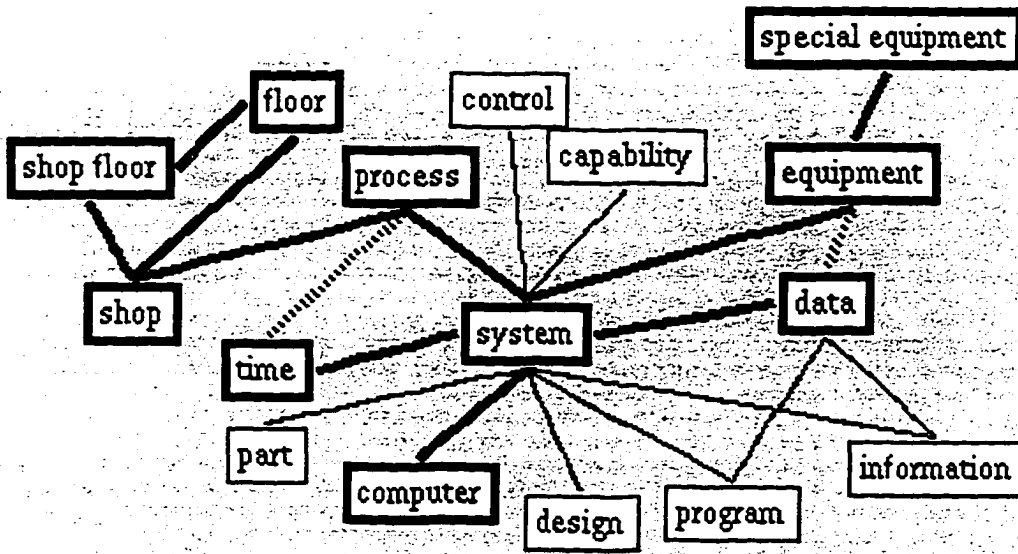 special equipment
floor
control
shop floor
process
capability
equipment
shop
system
data
time
part
computer
design
program
information